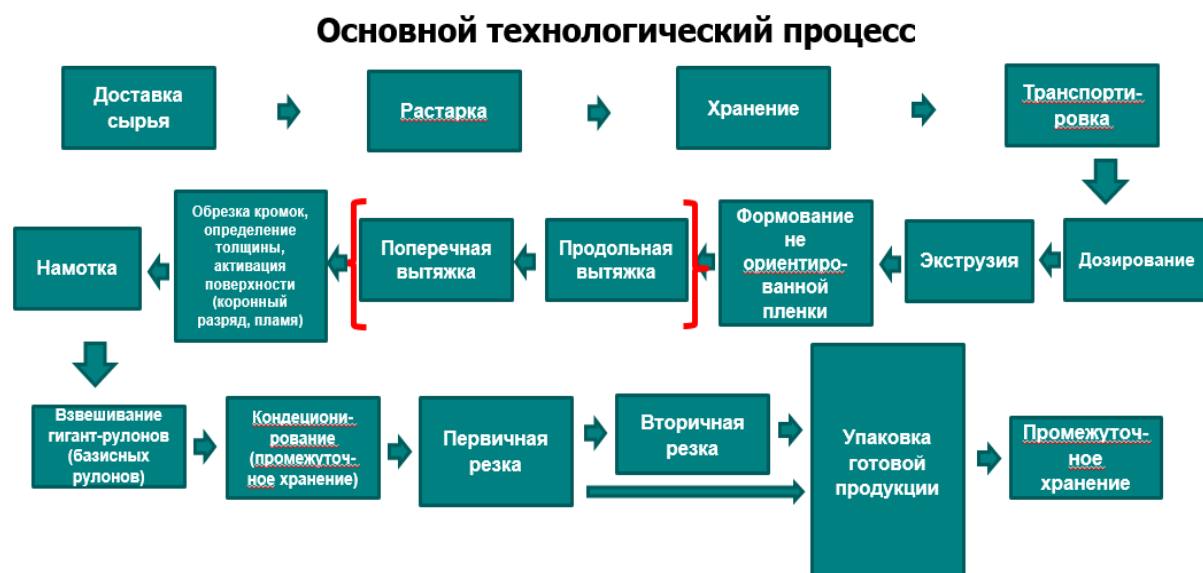 Основной технологический процесс
Доставка
сырья
Растарка
Хранение
Транспорти-
ровка
Намотка
Обрезка кромок,
определение
толщины,
активация
поверхности
(коронный
разряд, пламя)
Поперечная
вытяжка
Продольная
вытяжка
Формование
не
ориентиро-
ванной
пленки
Экструзия
Дозирование
Взвешивание
гигант-рулонов
(базисных
рулонов)
Кондециони-
рование
(промежуточ-
ное хранение)
Первичная
резка
Вторичная
резка
Упаковка
готовой
продукции
Промежуточ-
ное
хранение